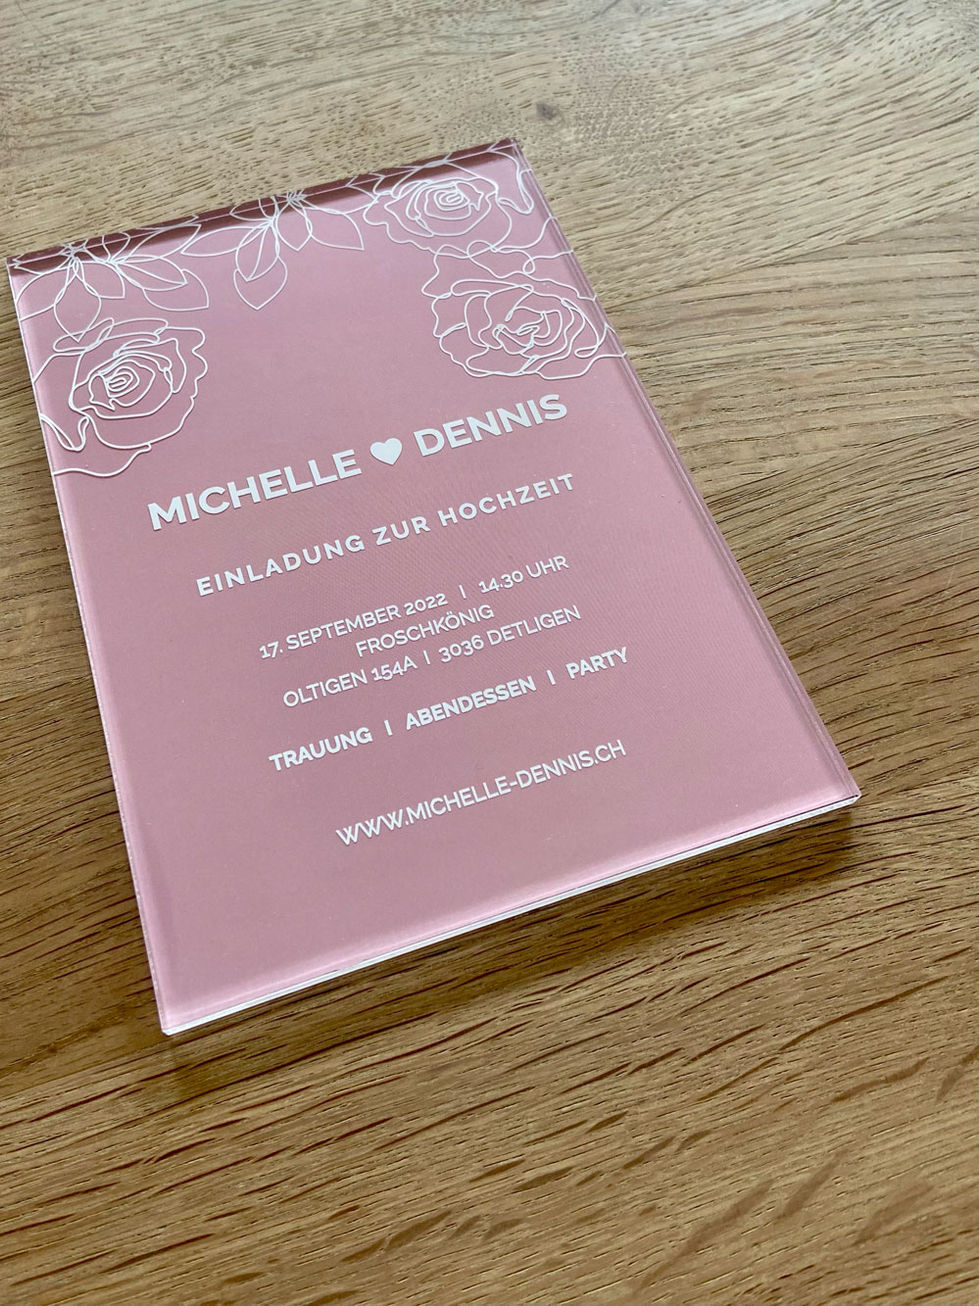 MICHELLE ♥ DENNIS
EINLADUNG ZUR HOCHZEIT
17. SEPTEMBER 2022 | 14:30 UHR
FROSCHKÖNIG
OLTIGEN 154A | 3036 DETLIGEN
TRAUUNG | ABENDESSEN | PARTY
WWW.MICHELLE-DENNIS.CH